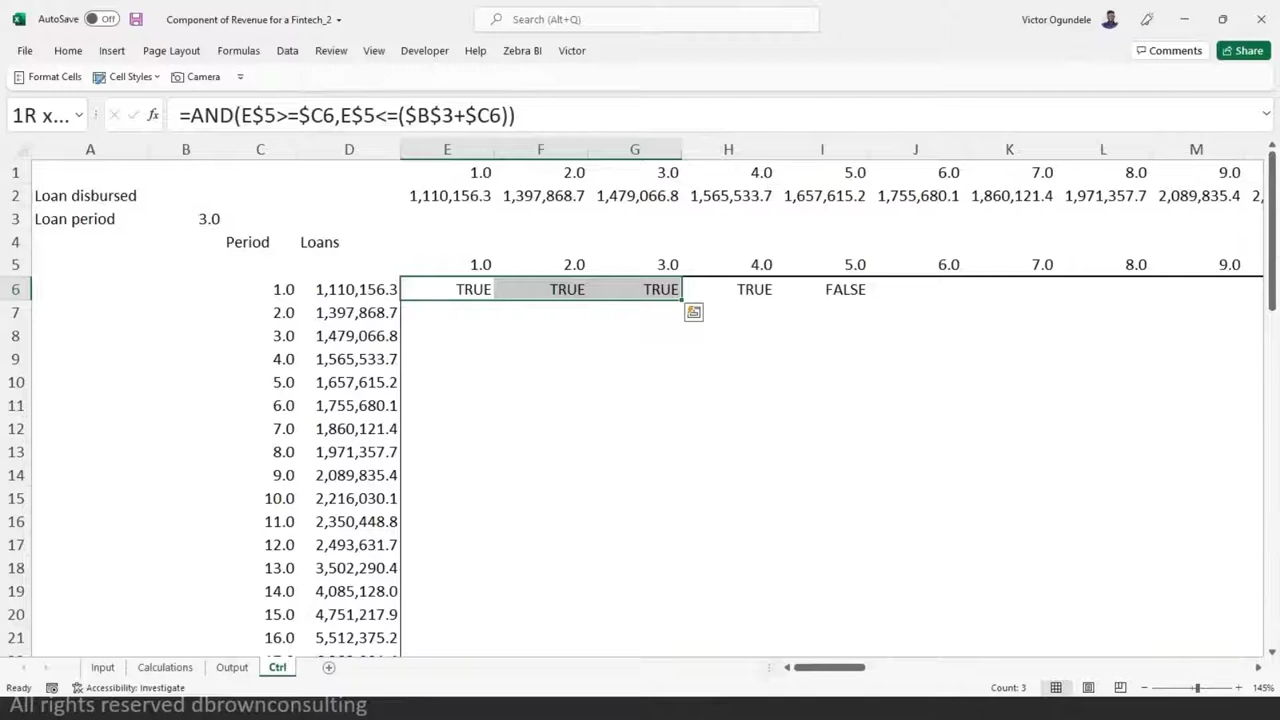 AutoSave Off Component of Revenue for a Fintech_2 Search (Alt+Q) Victor Ogundele
File Home Insert Page Layout Formulas Data Review View Developer Help Zebra BI Victor Comments Share
Format Cells Cell Styles Camera
1R x... fx =AND(E$5>=$C6,E$5<=($B$3+$C6))
A B C D E F G H I J K L M
1 1.0 2.0 3.0 4.0 5.0 6.0 7.0 8.0 9.0
2 Loan disbursed 1,110,156.3 1,397,868.7 1,479,066.8 1,565,533.7 1,657,615.2 1,755,680.1 1,860,121.4 1,971,357.7 2,089,835.4 2,
3 Loan period 3.0
4 Period Loans
5 1.0 2.0 3.0 4.0 5.0 6.0 7.0 8.0 9.0
6 1.0 1,110,156.3 TRUE TRUE TRUE TRUE FALSE
7 2.0 1,397,868.7
8 3.0 1,479,066.8
9 4.0 1,565,533.7
10 5.0 1,657,615.2
11 6.0 1,755,680.1
12 7.0 1,860,121.4
13 8.0 1,971,357.7
14 9.0 2,089,835.4
15 10.0 2,216,030.1
16 11.0 2,350,448.8
17 12.0 2,493,631.7
18 13.0 3,502,290.4
19 14.0 4,085,128.0
20 15.0 4,751,217.9
21 16.0 5,512,375.2
Input Calculations Output Ctrl
Ready Accessibility: Investigate Count: 3 145%
All rights reserved dbrownconsulting